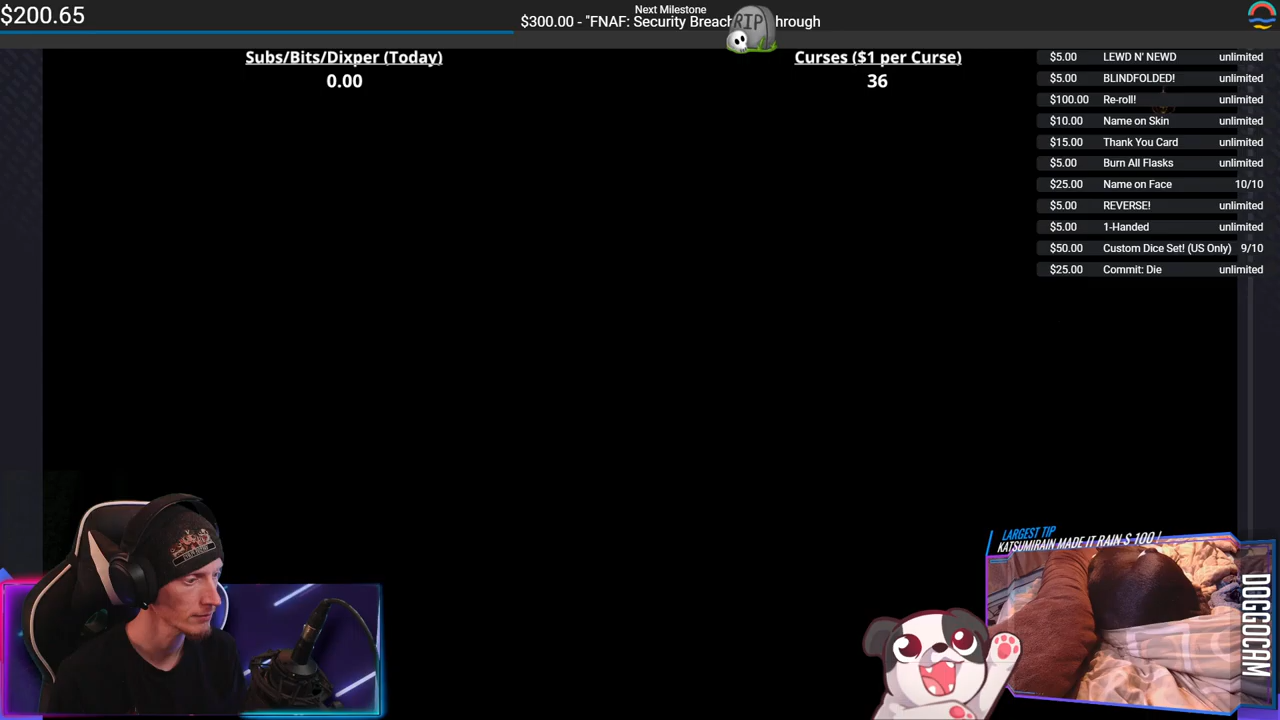 $200.65
Next Milestone
$300.00 - "FNAF: Security Breach hrough
RIP
Subs/Bits/Dixper (Today)
0.00
Curses ($1 per Curse)
36
$5.00 LEWD N' NEWD unlimited
$5.00 BLINDFOLDED! unlimited
$100.00 Re-roll! unlimited
$10.00 Name on Skin unlimited
$15.00 Thank You Card unlimited
$5.00 Burn All Flasks unlimited
$25.00 Name on Face 10/10
$5.00 REVERSE! unlimited
$5.00 1-Handed unlimited
$50.00 Custom Dice Set! (US Only) 9/10
$25.00 Commit: Die unlimited
LARGEST TIP
KATSUMIRAIN MADE IT RAIN $ 100 !
DOGGOCAM